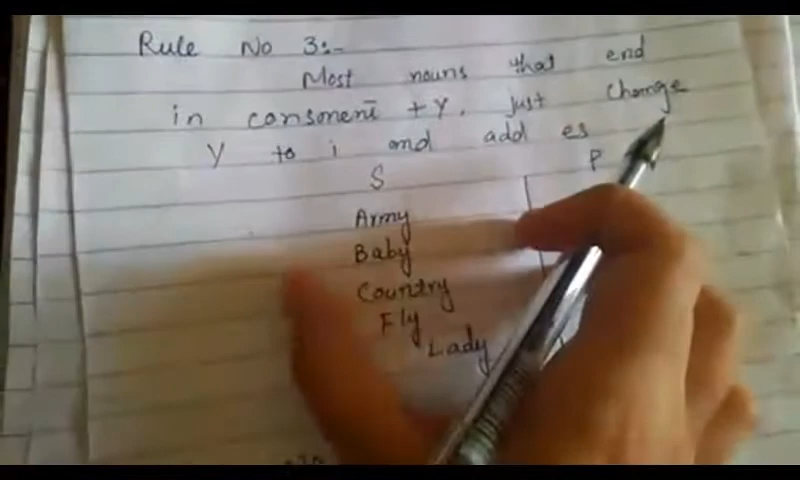 Rule No 3:-
Most nouns that end
in consonent + Y, just change
Y to i and add es
S P
Army
Baby
Country
Fly
Lady